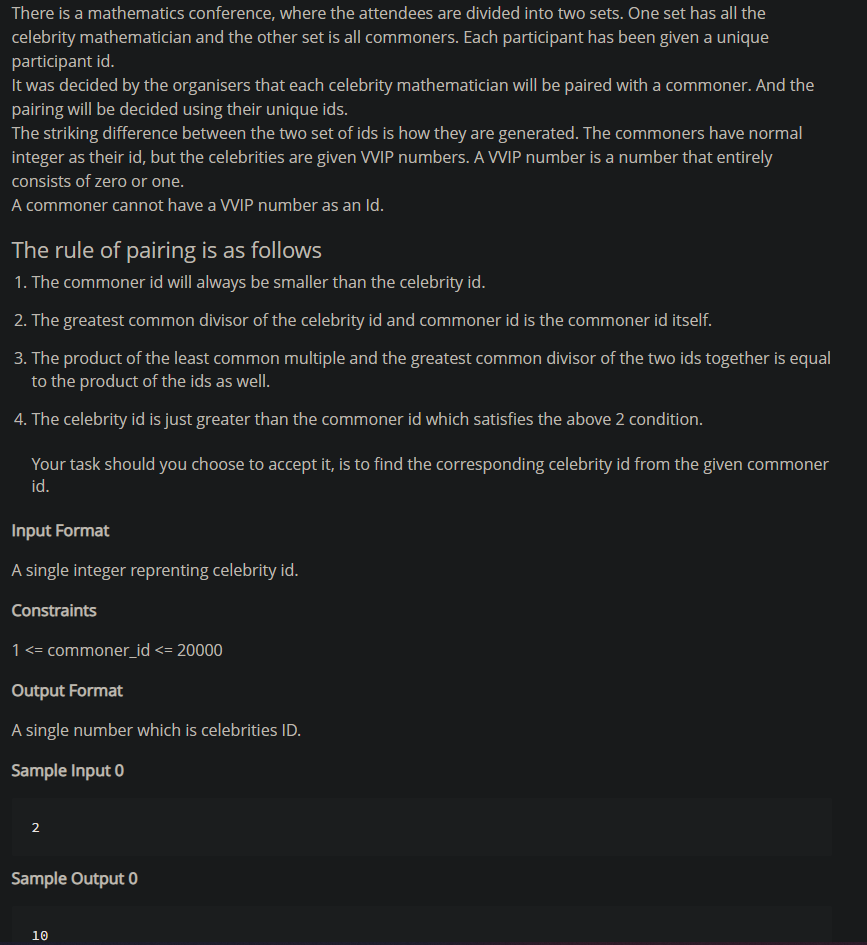 There is a mathematics conference, where the attendees are divided into two sets. One set has all the
celebrity mathematician and the other set is all commoners. Each participant has been given a unique
participant id.
It was decided by the organisers that each celebrity mathematician will be paired with a commoner. And the
pairing will be decided using their unique ids.
The striking difference between the two set of ids is how they are generated. The commoners have normal
integer as their id, but the celebrities are given VVIP numbers. A VVIP number is a number that entirely
consists of zero or one.
A commoner cannot have a VVIP number as an Id.
The rule of pairing is as follows
1. The commoner id will always be smaller than the celebrity id.
2. The greatest common divisor of the celebrity id and commoner id is the commoner id itself.
3. The product of the least common multiple and the greatest common divisor of the two ids together is equal
to the product of the ids as well.
4. The celebrity id is just greater than the commoner id which satisfies the above 2 condition.
Your task should you choose to accept it, is to find the corresponding celebrity id from the given commoner
id.
Input Format
A single integer reprenting celebrity id.
Constraints
1 <= commoner_id <= 20000
Output Format
A single number which is celebrities ID.
Sample Input 0
2
Sample Output 0
10